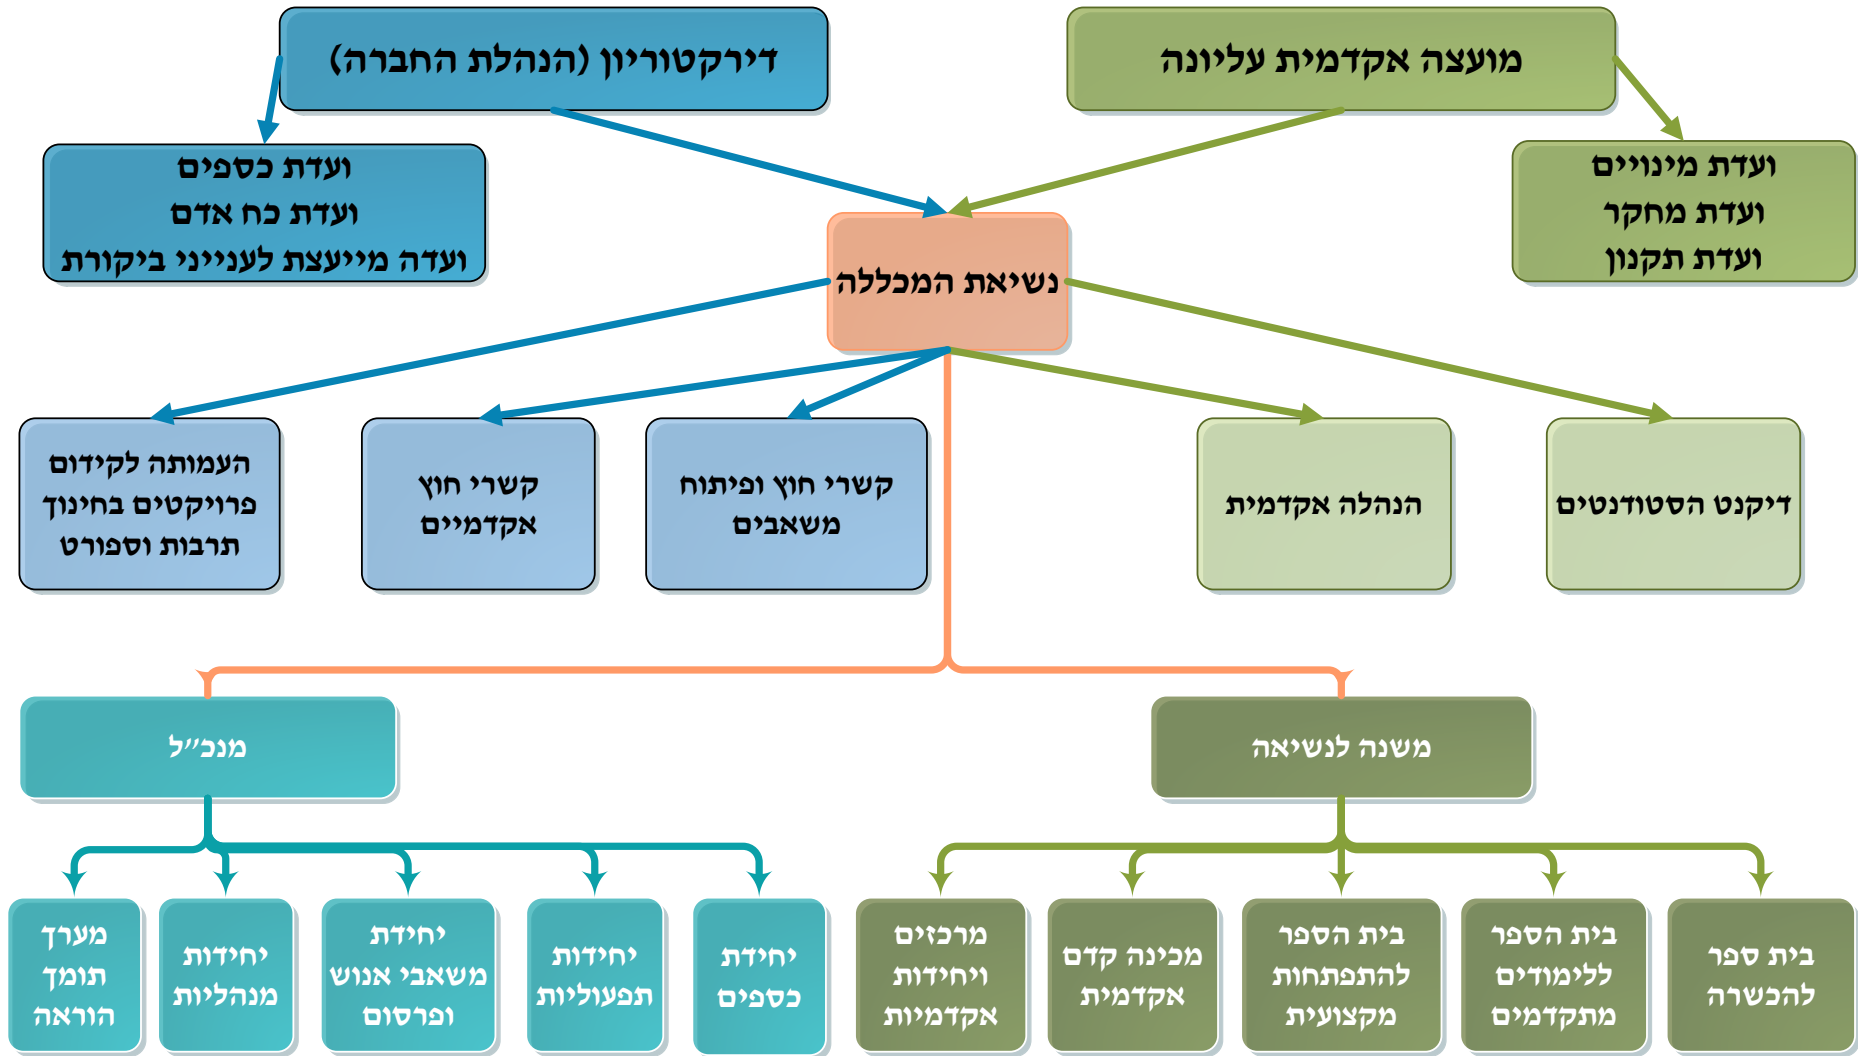 מועצה אקדמית עליונה
דירקטוריון (הנהלת החברה)
ועדת מינויים
ועדת מחקר
ועדת תקנון
ועדת כספים
ועדת כח אדם
ועדה מייעצת לענייני ביקורת
נשיאת המכללה
דיקנט הסטודנטים
הנהלה אקדמית
קשרי חוץ ופיתוח
משאבים
קשרי חוץ
אקדמיים
העמותה לקידום
פרויקטים בחינוך
תרבות וספורט
משנה לנשיאה
מנכ״ל
בית ספר
להכשרה
בית הספר
ללימודים
מתקדמים
בית הספר
להתפתחות
מקצועית
מכינה קדם
אקדמית
מרכזים
ויחידות
אקדמיות
יחידת
כספים
יחידות
תפעוליות
יחידת
משאבי אנוש
ופרסום
יחידות
מנהליות
מערך
תומך
הוראה